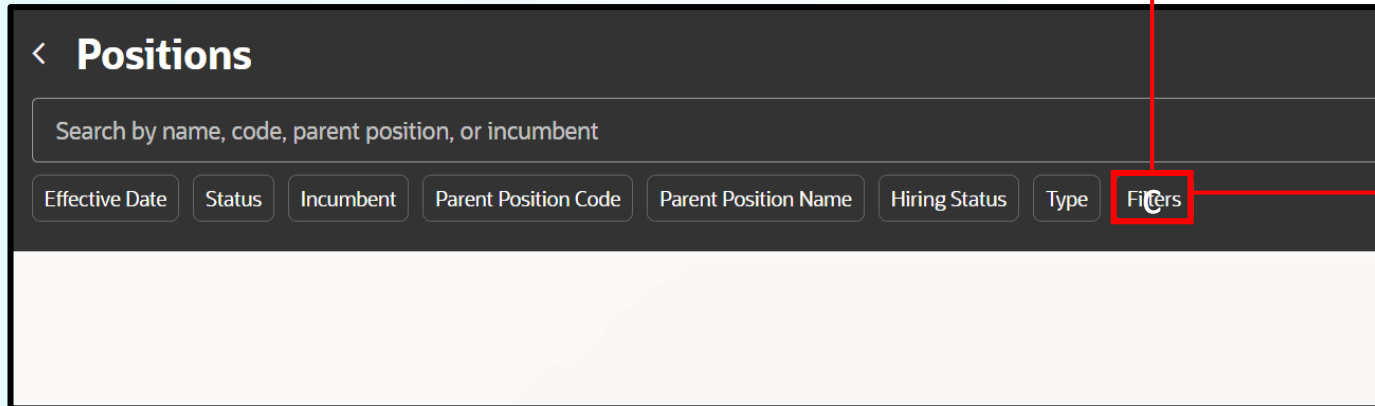 Positions
Search by name, code, parent position, or incumbent
Effective Date Status Incumbent Parent Position Code Parent Position Name Hiring Status Type Filters
C